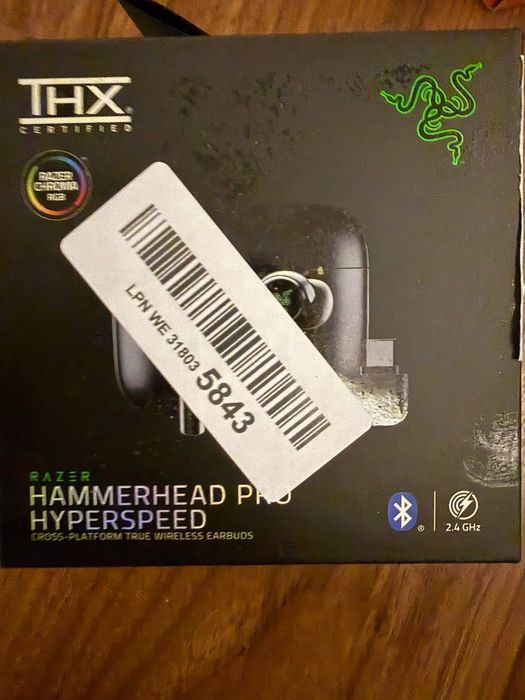 THX®
CERTIFIED
RAZER
CHROMA
RGB
LPN WE 31803 5843
RAZER
HAMMERHEAD PRO
HYPERSPEED
CROSS-PLATFORM TRUE WIRELESS EARBUDS
®
2.4 GHz